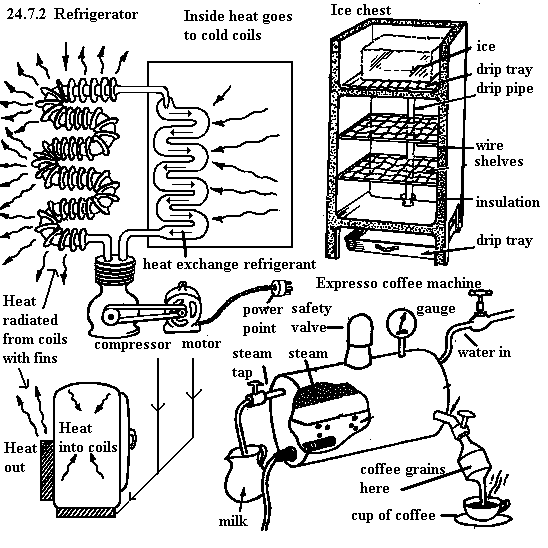 24.7.2 Refrigerator
Inside heat goes
to cold coils
heat exchange refrigerant
Heat
radiated
from coils
with fins
compressor
motor
power
point
Heat
out
Heat
into coils
Ice chest
ice
drip tray
drip pipe
wire
shelves
insulation
drip tray
Expresso coffee machine
safety
valve
gauge
water in
steam
tap
steam
milk
coffee grains
here
cup of coffee